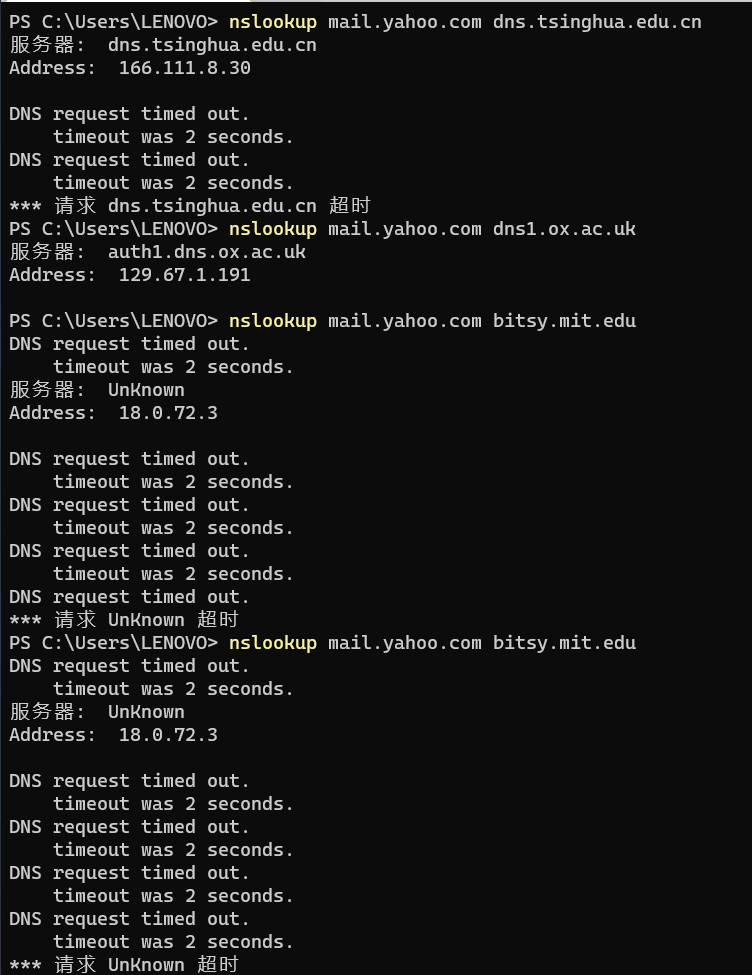 PS C:\Users\LENOVO> nslookup mail.yahoo.com dns.tsinghua.edu.cn
服务器:  dns.tsinghua.edu.cn
Address:  166.111.8.30

DNS request timed out.
    timeout was 2 seconds.
DNS request timed out.
    timeout was 2 seconds.
*** 请求 dns.tsinghua.edu.cn 超时
PS C:\Users\LENOVO> nslookup mail.yahoo.com dns1.ox.ac.uk
服务器:  auth1.dns.ox.ac.uk
Address:  129.67.1.191

PS C:\Users\LENOVO> nslookup mail.yahoo.com bitsy.mit.edu
DNS request timed out.
    timeout was 2 seconds.
服务器:  UnKnown
Address:  18.0.72.3

DNS request timed out.
    timeout was 2 seconds.
DNS request timed out.
    timeout was 2 seconds.
DNS request timed out.
    timeout was 2 seconds.
DNS request timed out.
*** 请求 UnKnown 超时
PS C:\Users\LENOVO> nslookup mail.yahoo.com bitsy.mit.edu
DNS request timed out.
    timeout was 2 seconds.
服务器:  UnKnown
Address:  18.0.72.3

DNS request timed out.
    timeout was 2 seconds.
DNS request timed out.
    timeout was 2 seconds.
DNS request timed out.
    timeout was 2 seconds.
DNS request timed out.
    timeout was 2 seconds.
*** 请求 UnKnown 超时